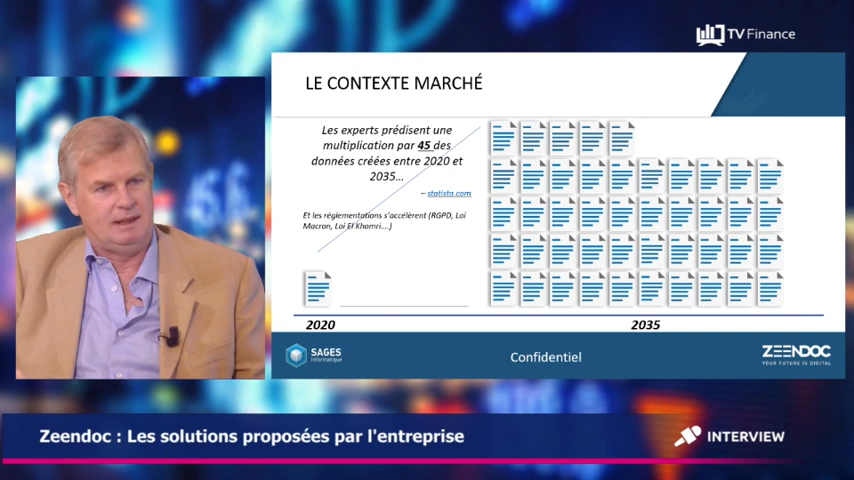 TV Finance
LE CONTEXTE MARCHÉ
Les experts prédisent une
multiplication par 45 des
données créées entre 2020 et
2035...
– statista.com
Et les réglementations s'accélèrent (RGPD, Loi
Macron, Loi El Khomri....)
2020
2035
SAGES
Informatique
Confidentiel
ZEENDOC
YOUR FUTURE IS DIGITAL
Zeendoc : Les solutions proposées par l'entreprise
INTERVIEW